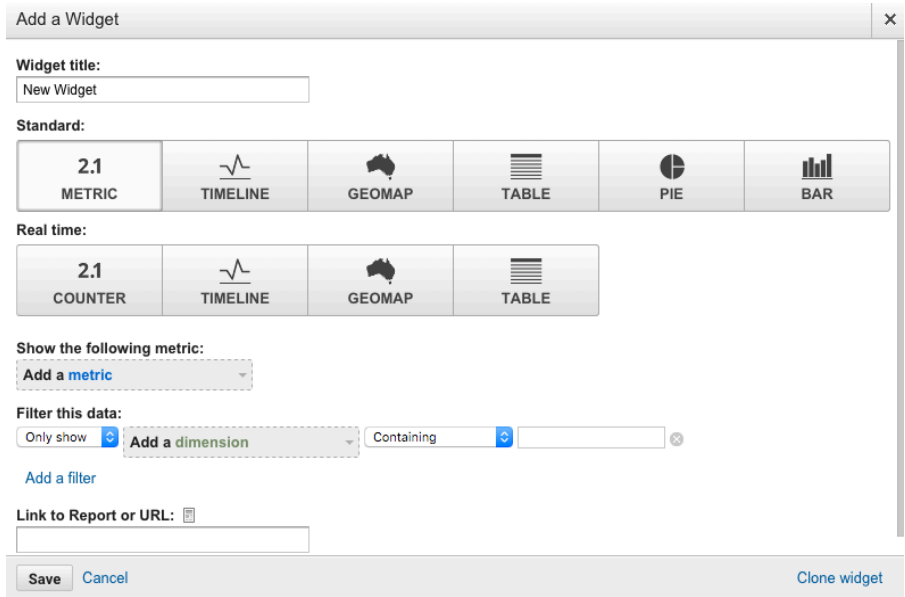 Add a Widget
Widget title:
New Widget
Standard:
2.1 METRIC TIMELINE GEOMAP TABLE PIE BAR
Real time:
2.1 COUNTER TIMELINE GEOMAP TABLE
Show the following metric:
Add a metric
Filter this data:
Only show Add a dimension Containing
Add a filter
Link to Report or URL:
Save Cancel Clone widget